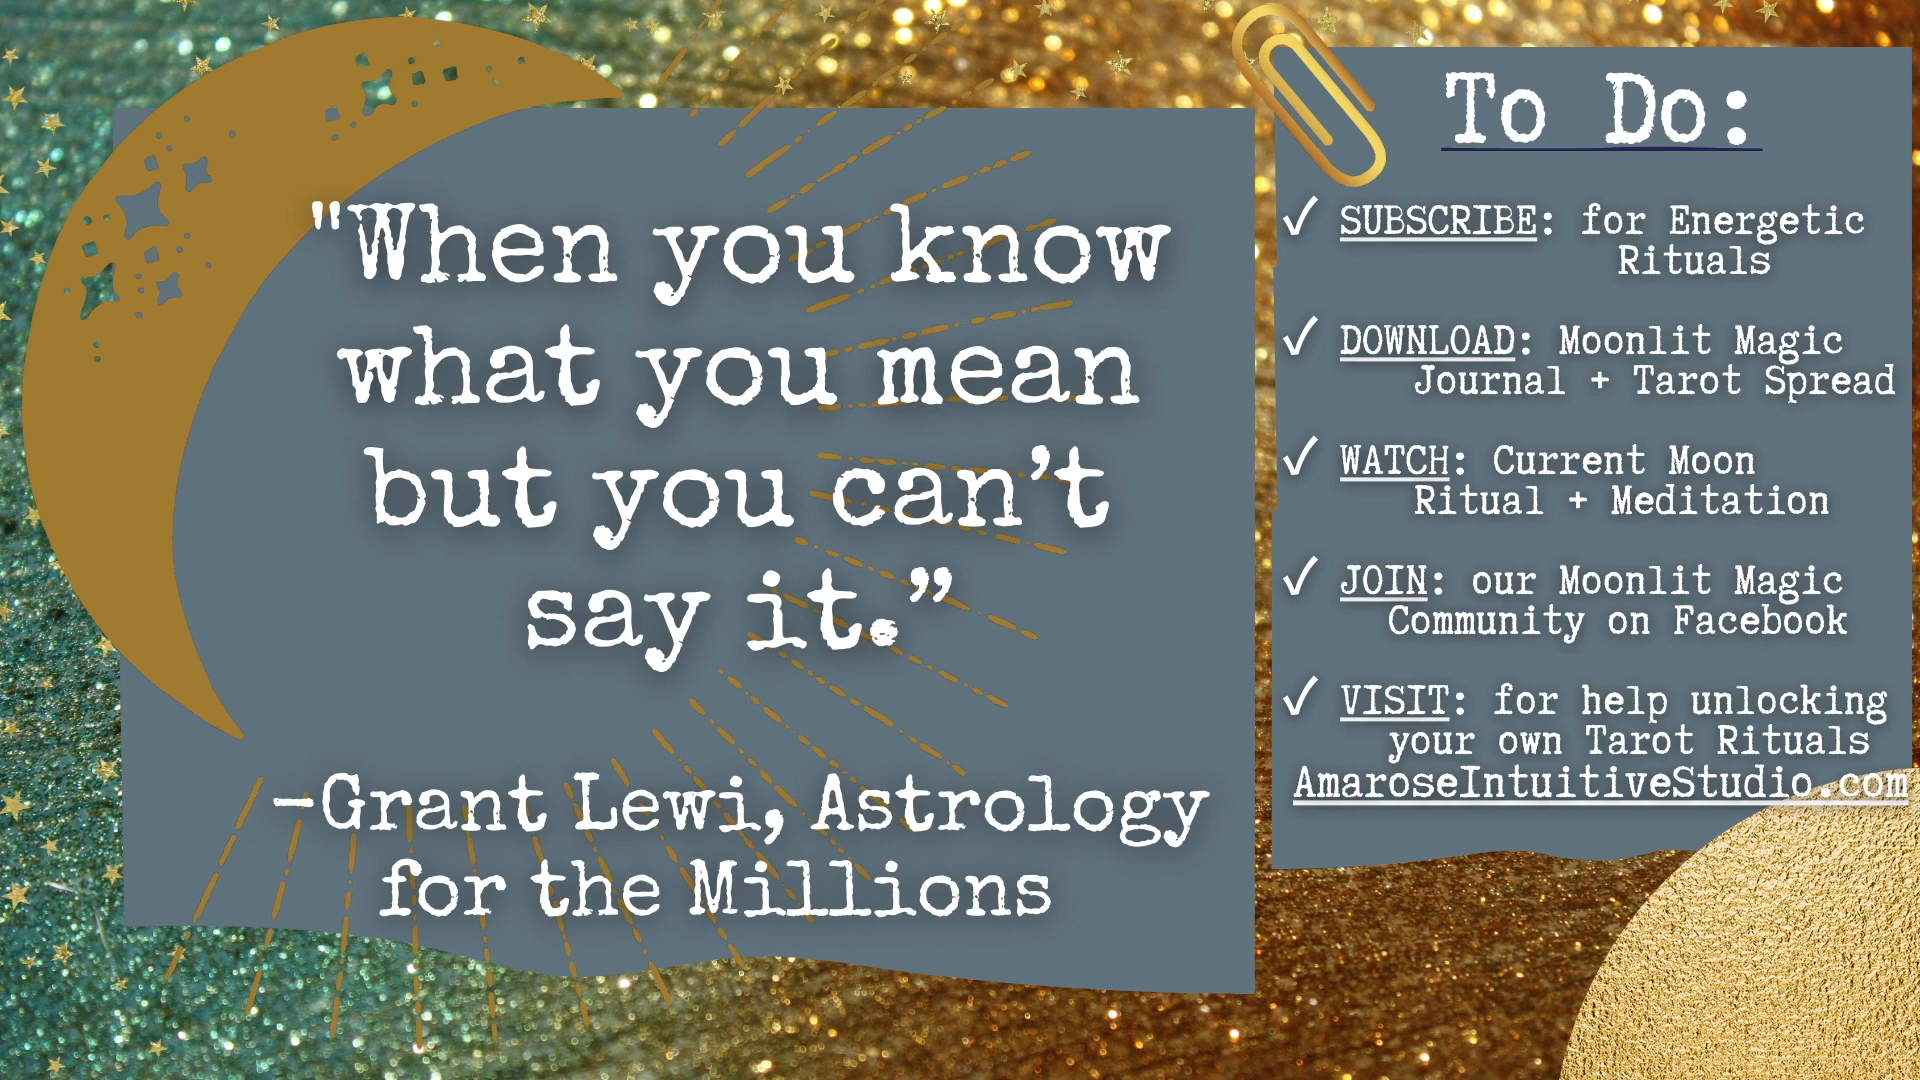 "When you know
what you mean
but you can’t
say it.”
-Grant Lewi, Astrology
for the Millions
To Do:
✓ SUBSCRIBE: for Energetic
Rituals
✓ DOWNLOAD: Moonlit Magic
Journal + Tarot Spread
✓ WATCH: Current Moon
Ritual + Meditation
✓ JOIN: our Moonlit Magic
Community on Facebook
✓ VISIT: for help unlocking
your own Tarot Rituals
AmaroseIntuitiveStudio.com